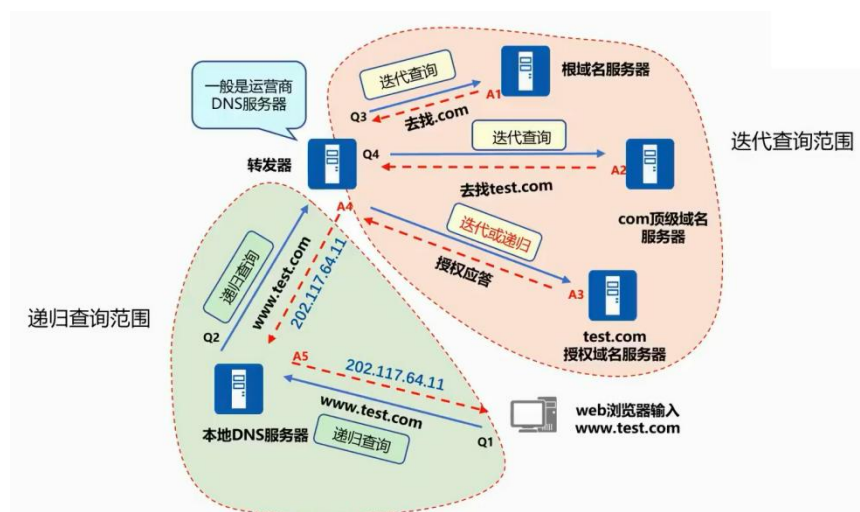 一般是运营商
DNS服务器
迭代查询
根域名服务器
A1
Q3
去找.com
转发器
Q4
迭代查询
A2
去找test.com
迭代查询范围
com顶级域名
服务器
A4
迭代或递归
授权应答
A3
test.com
授权域名服务器
递归查询
www.test.com
202.117.64.11
递归查询范围
Q2
A5
202.117.64.11
www.test.com
本地DNS服务器
递归查询
Q1
web浏览器输入
www.test.com